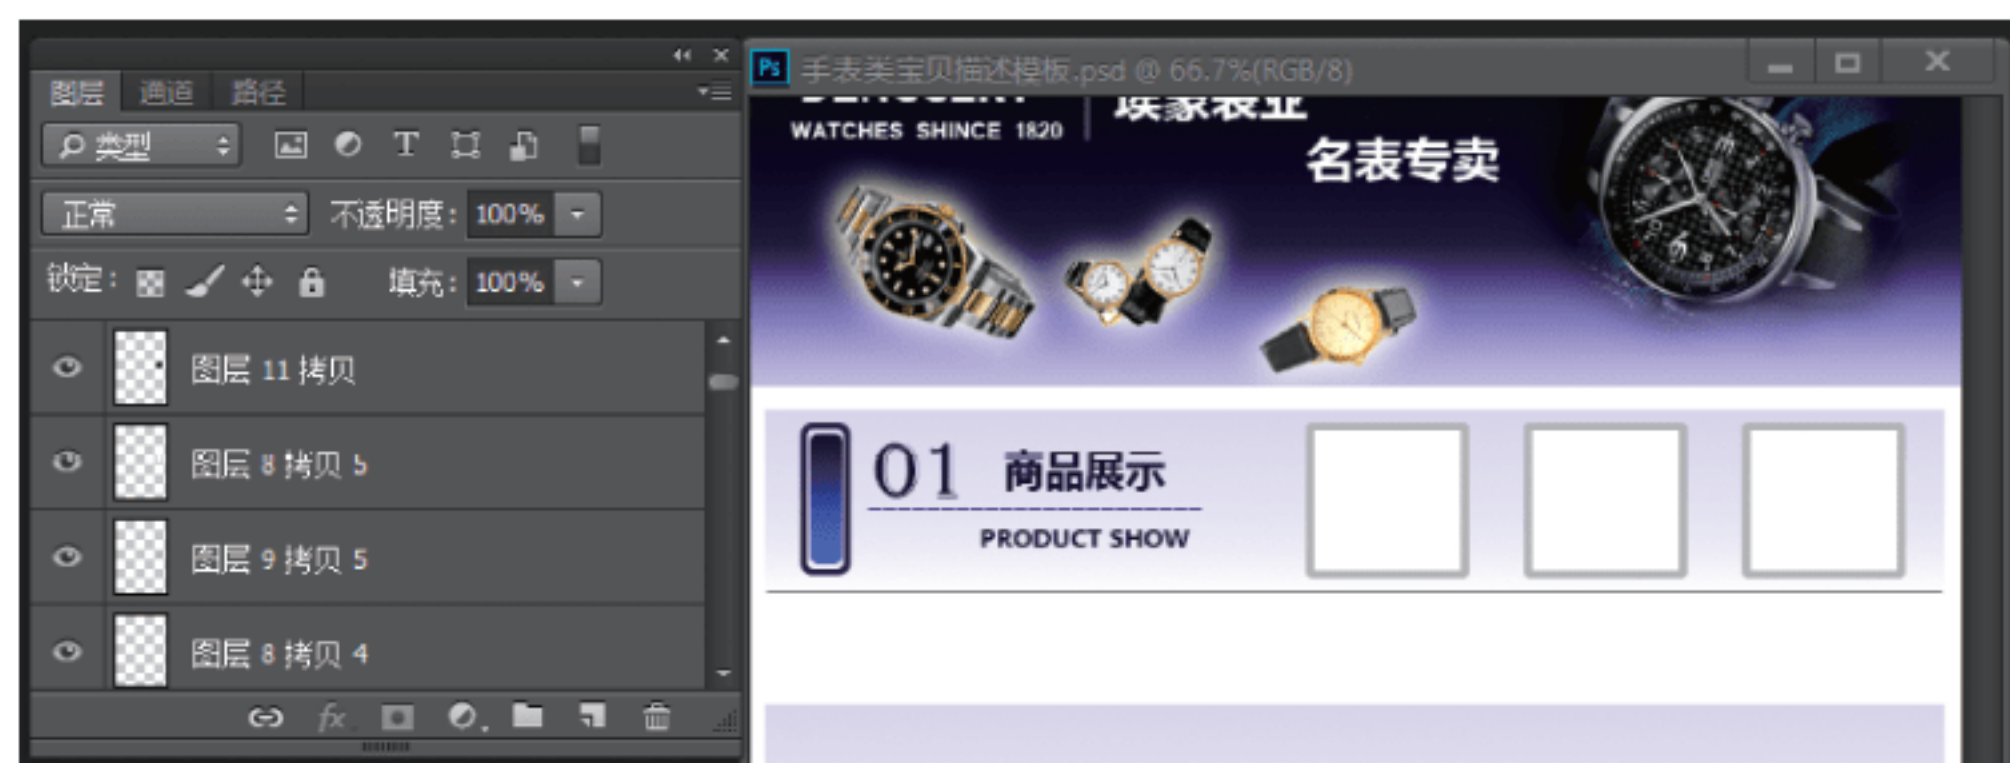 图层 通道 路径
类型
正常 不透明度： 100%
锁定： 填充： 100%
图层 11 拷贝
图层 8 拷贝 5
图层 9 拷贝 5
图层 8 拷贝 4
fx
Ps 手表类宝贝描述模板.psd @ 66.7%(RGB/8)
WATCHES SHINCE 1820
名表专卖
01 商品展示
PRODUCT SHOW